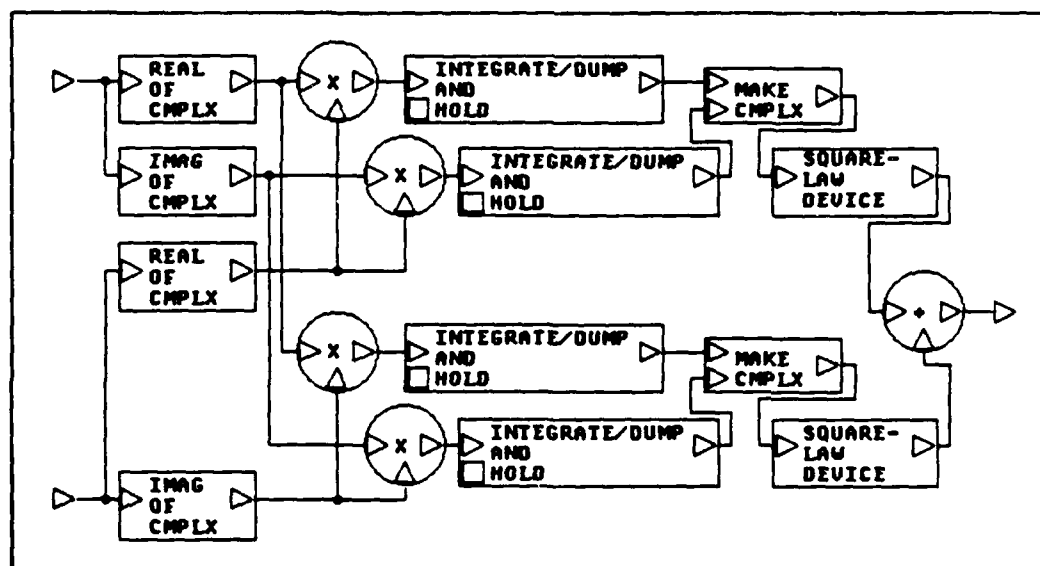 REAL
OF
CMPLX
X
INTEGRATE/DUMP
AND
HOLD
MAKE
CMPLX
IMAG
OF
CMPLX
X
INTEGRATE/DUMP
AND
HOLD
SQUARE-
LAW
DEVICE
REAL
OF
CMPLX
+
X
INTEGRATE/DUMP
AND
HOLD
MAKE
CMPLX
X
INTEGRATE/DUMP
AND
HOLD
SQUARE-
LAW
DEVICE
IMAG
OF
CMPLX